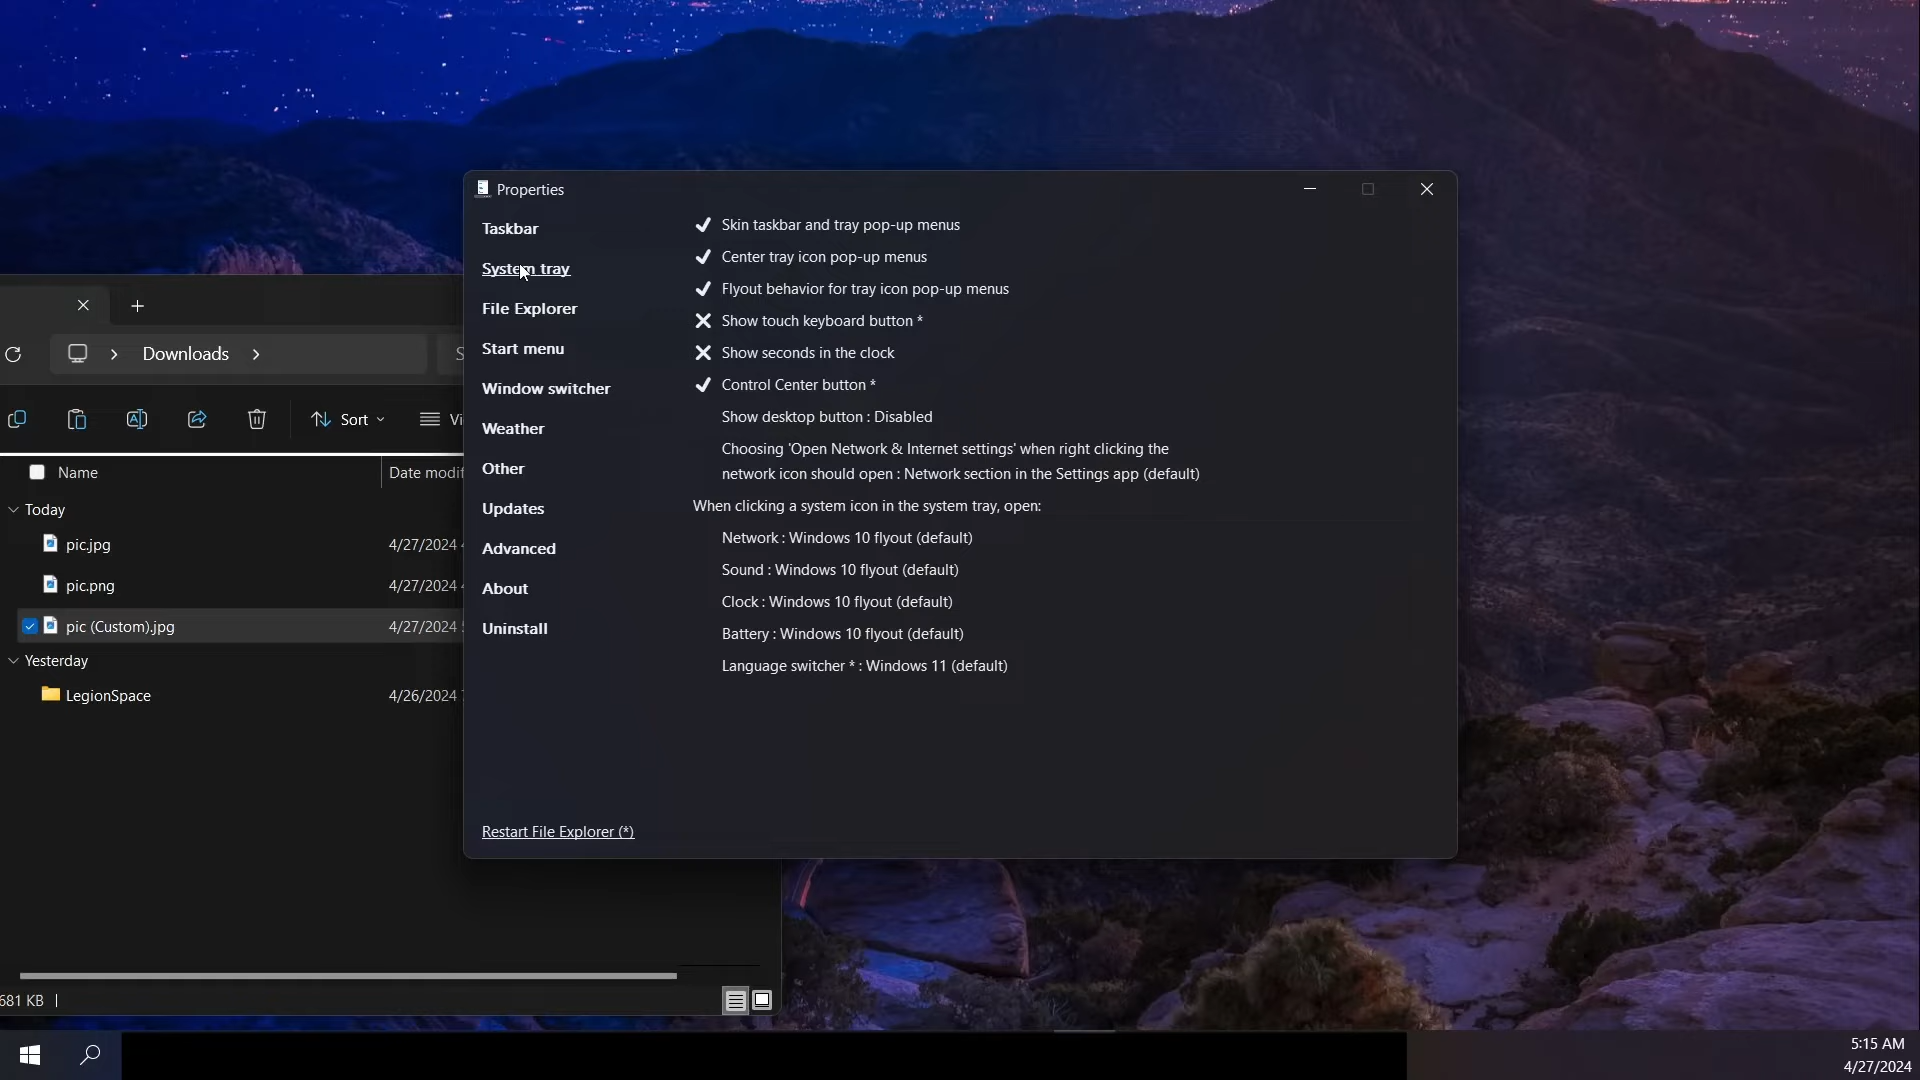 Properties
Taskbar
System tray
File Explorer
Start menu
Window switcher
Weather
Other
Updates
Advanced
About
Uninstall
Restart File Explorer (*)
Skin taskbar and tray pop-up menus
Center tray icon pop-up menus
Flyout behavior for tray icon pop-up menus
Show touch keyboard button *
Show seconds in the clock
Control Center button *
Show desktop button : Disabled
Choosing 'Open Network & Internet settings' when right clicking the
network icon should open : Network section in the Settings app (default)
When clicking a system icon in the system tray, open:
Network : Windows 10 flyout (default)
Sound : Windows 10 flyout (default)
Clock : Windows 10 flyout (default)
Battery : Windows 10 flyout (default)
Language switcher * : Windows 11 (default)
Downloads
Sort
Name Date modif
Today
pic.jpg 4/27/2024
pic.png 4/27/2024
pic (Custom).jpg 4/27/2024
Yesterday
LegionSpace 4/26/2024
681 KB
5:15 AM
4/27/2024